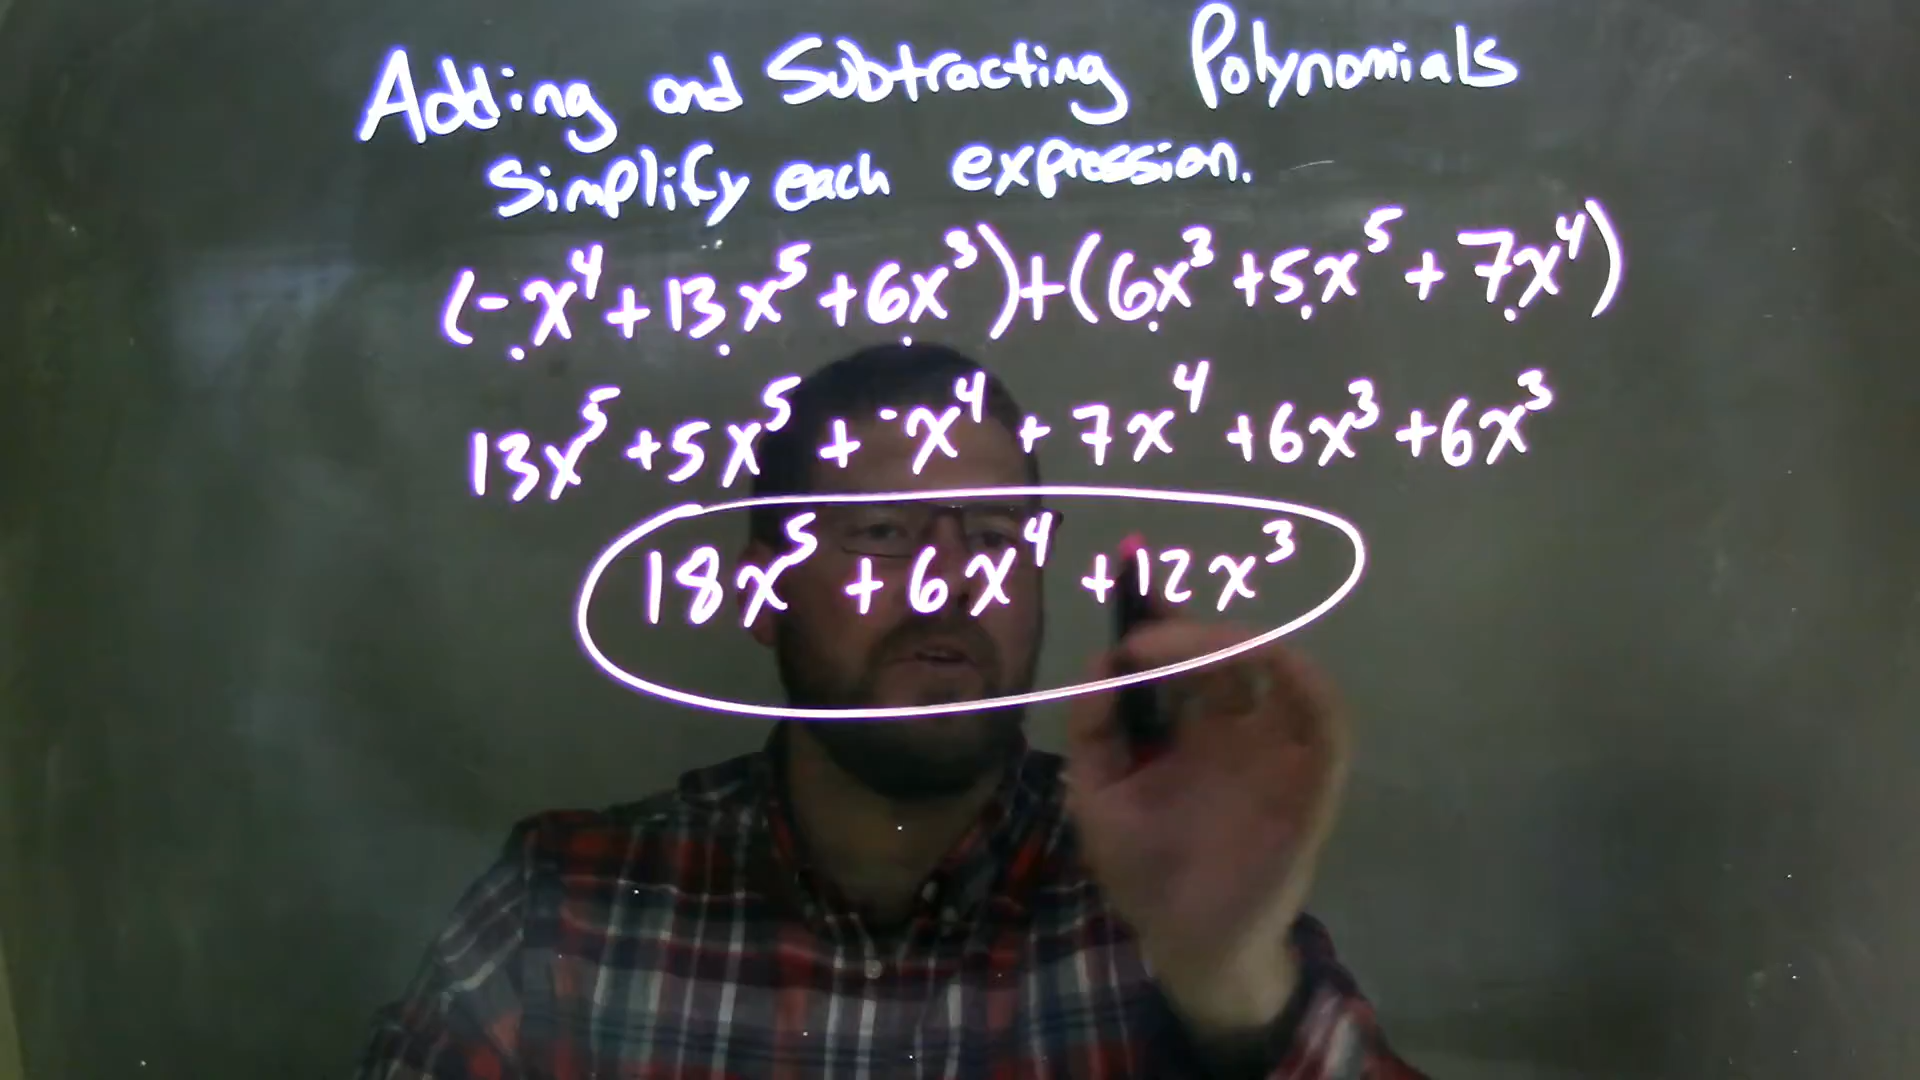 Adding and Subtracting Polynomials
Simplify each expression.
(-x⁴+13x⁵+6x³)+(6x³+5x⁵+7x⁴)
13x⁵+5x⁵+⁻x⁴+7x⁴+6x³+6x³
18x⁵+6x⁴+12x³